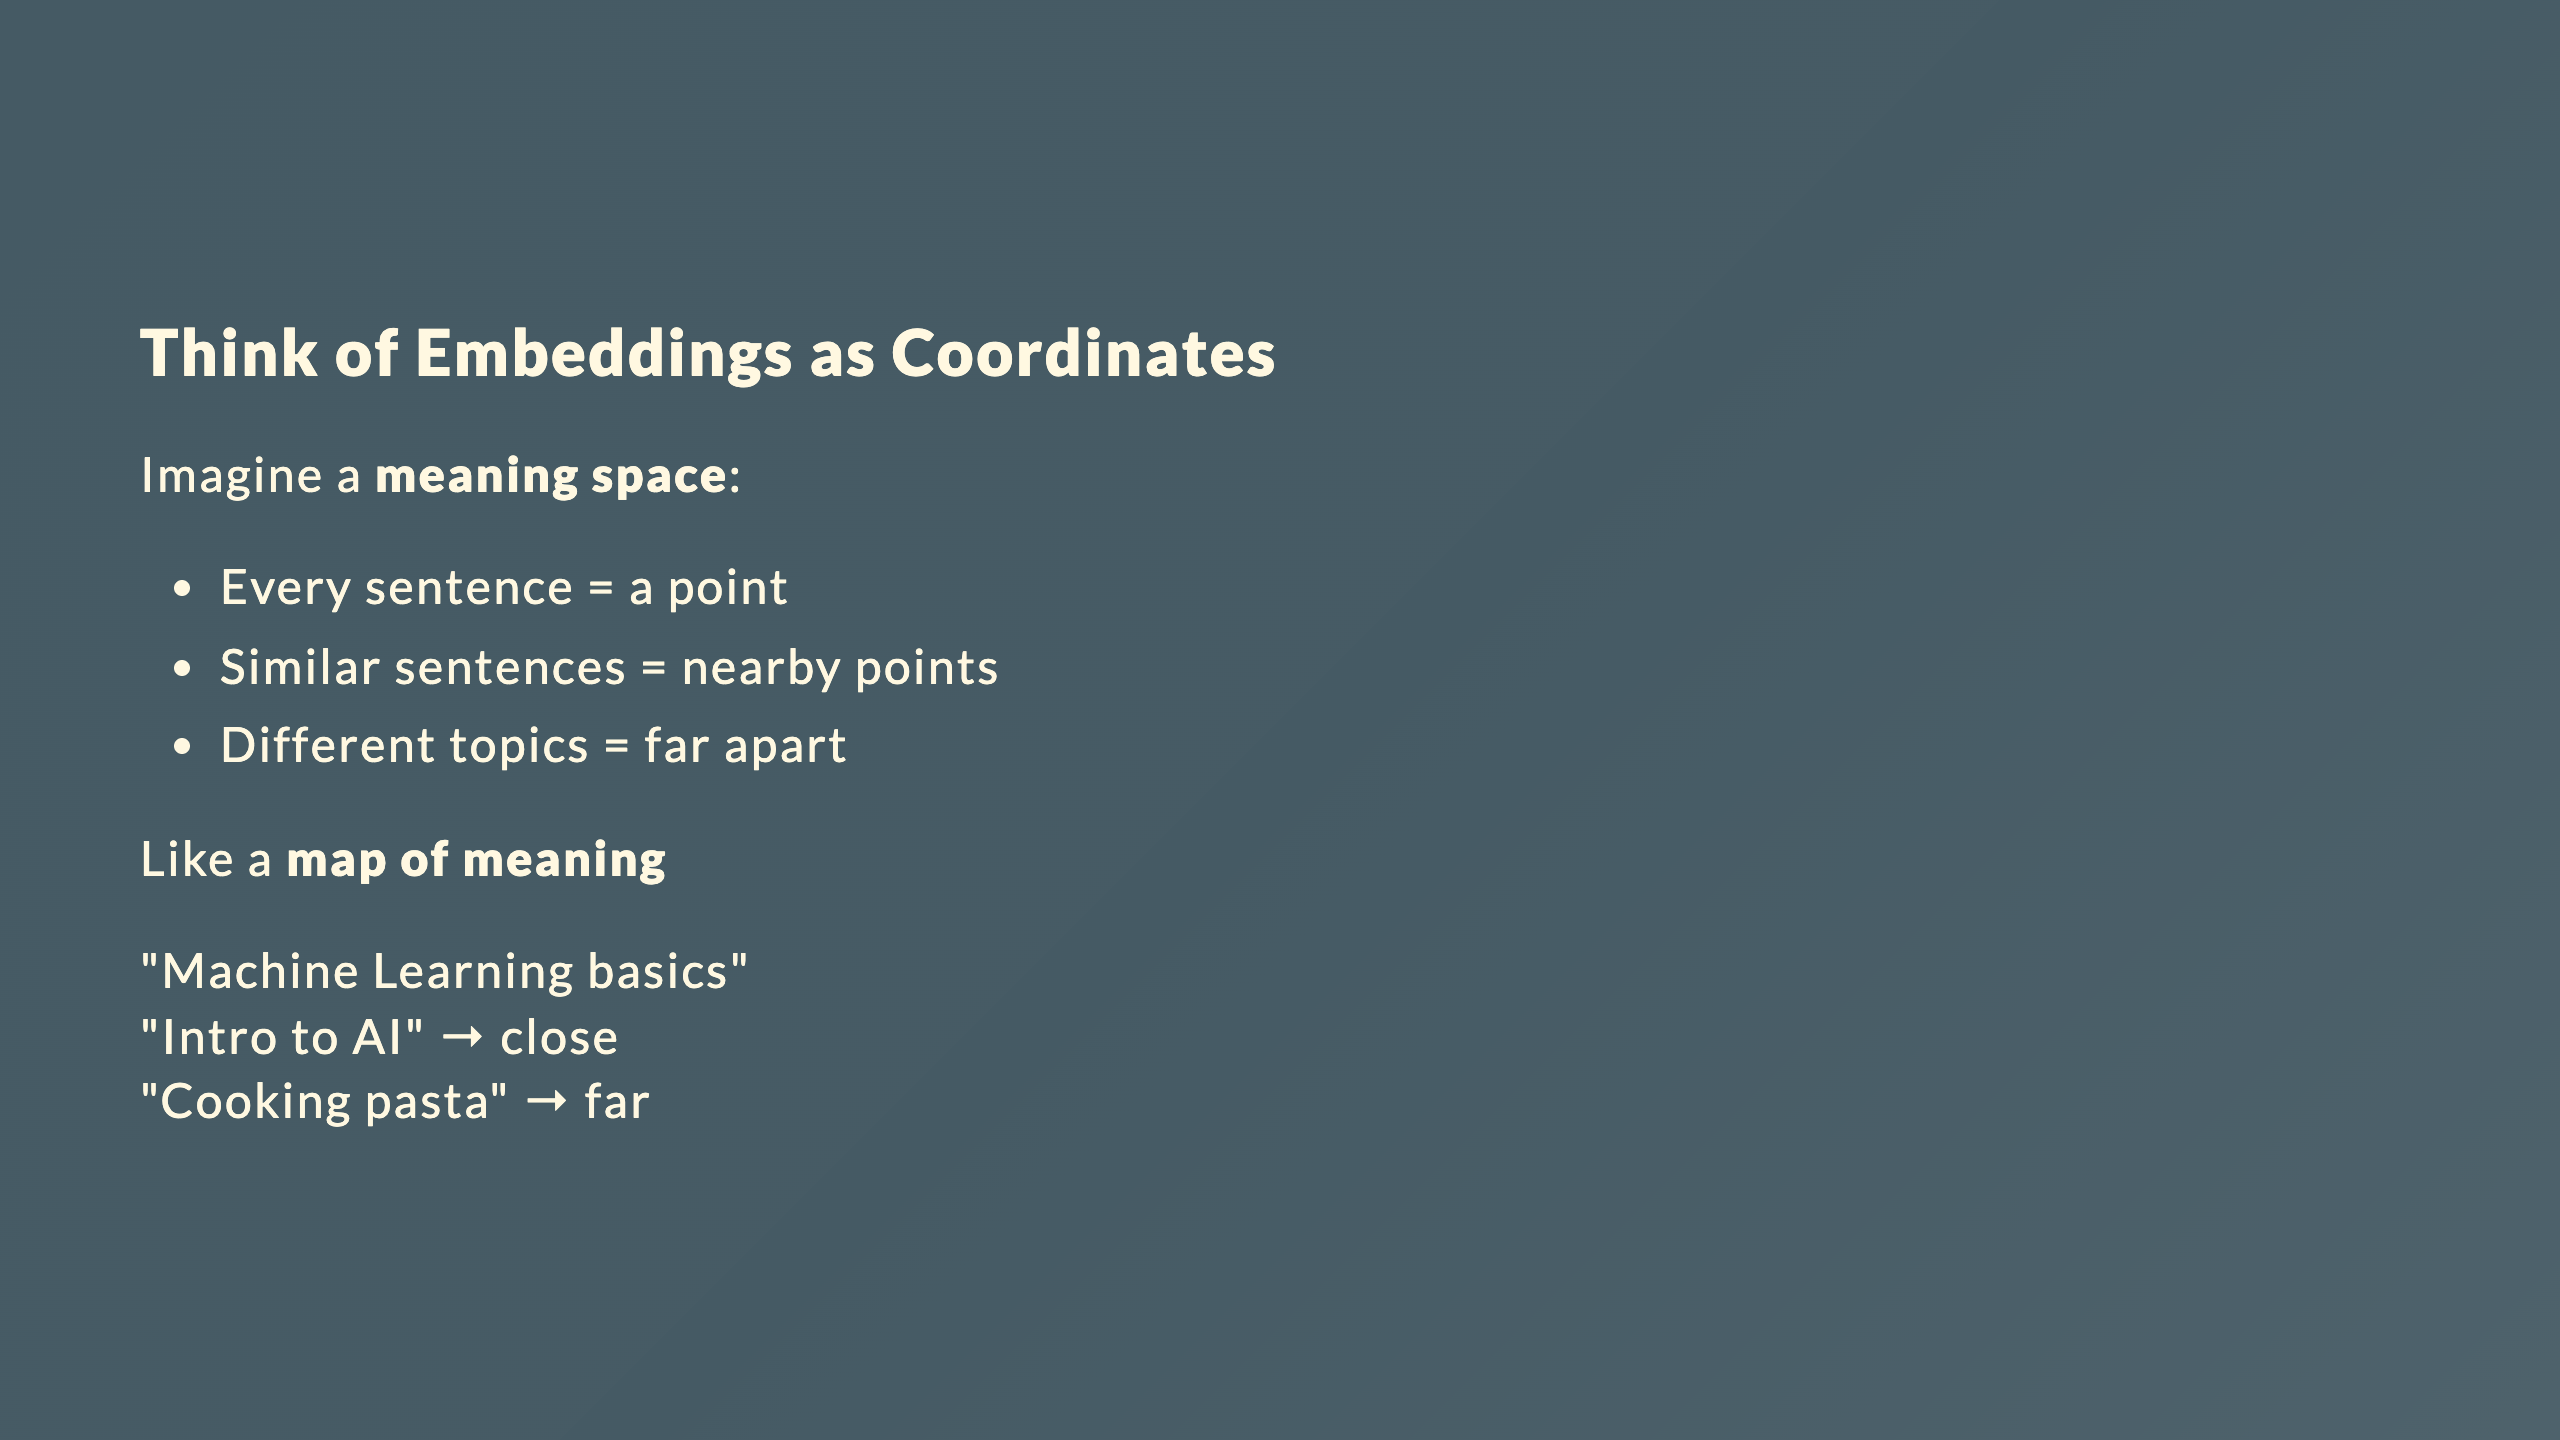 Think of Embeddings as Coordinates
Imagine a meaning space:
• Every sentence = a point
• Similar sentences = nearby points
• Different topics = far apart
Like a map of meaning
"Machine Learning basics"
"Intro to AI" → close
"Cooking pasta" → far